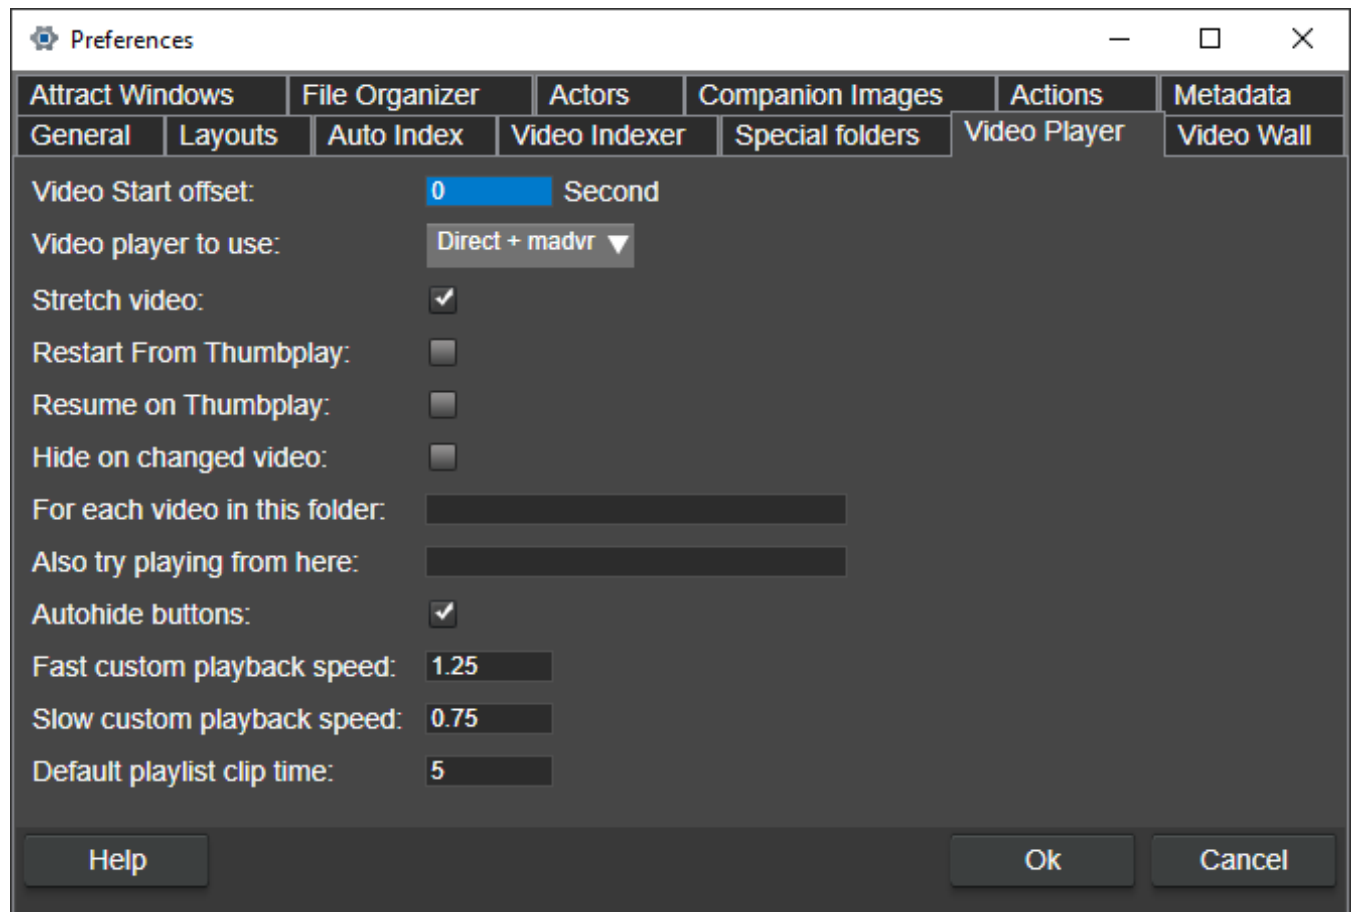 Preferences
Attract Windows File Organizer Actors Companion Images Actions Metadata
General Layouts Auto Index Video Indexer Special folders Video Player Video Wall
Video Start offset: 0 Second
Video player to use: Direct + madvr
Stretch video:
Restart From Thumbplay:
Resume on Thumbplay:
Hide on changed video:
For each video in this folder:
Also try playing from here:
Autohide buttons:
Fast custom playback speed: 1.25
Slow custom playback speed: 0.75
Default playlist clip time: 5
Help Ok Cancel